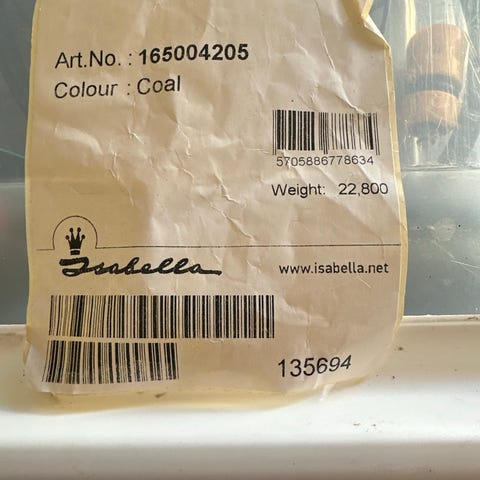 Art.No. : 165004205
Colour : Coal
5705886778634
Weight: 22,800
Isabella
www.isabella.net
135694